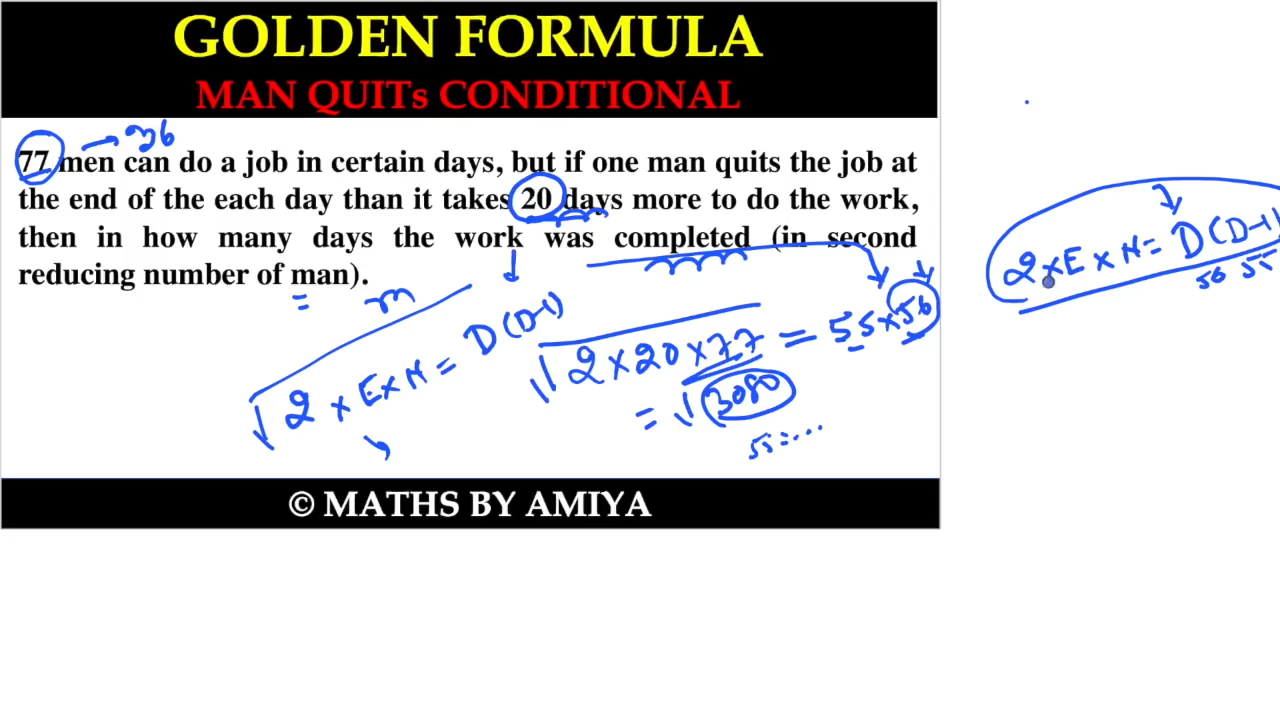 GOLDEN FORMULA
MAN QUITs CONDITIONAL
→ 36
77 men can do a job in certain days, but if one man quits the job at
the end of the each day than it takes 20 days more to do the work,
then in how many days the work was completed (in second
reducing number of man).
2 × E × M = D(D-1)
56 55
√2 × E × M = D(D-1)
√2 × 20 × 77 = 55 × 56
= √3080
55 = ...
© MATHS BY AMIYA